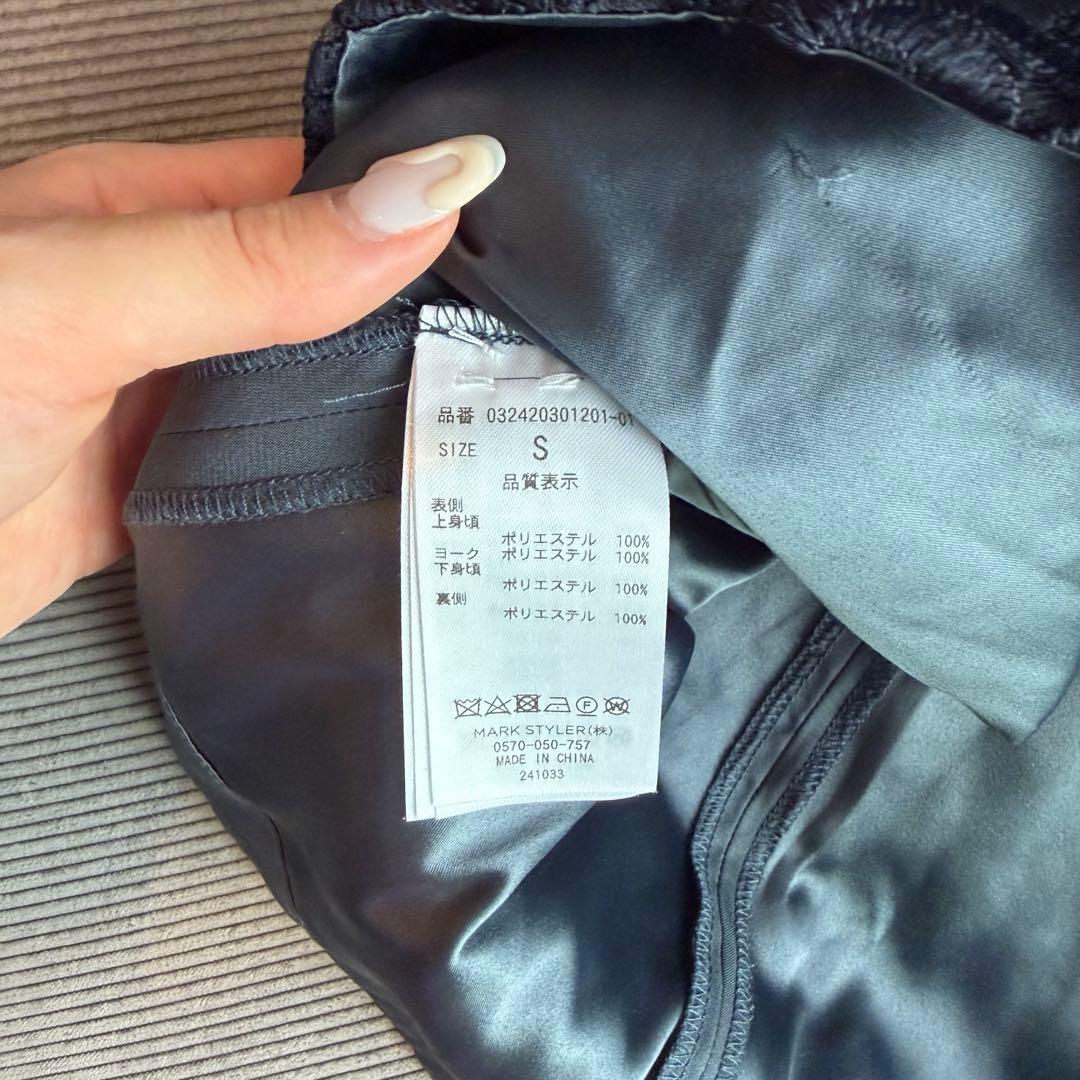 品番 032420301201-01
SIZE S
品質表示
表側
上身頃
ポリエステル 100%
ヨーク ポリエステル 100%
下身頃
ポリエステル 100%
裏側
ポリエステル 100%
F W
MARK STYLER(株)
0570-050-757
MADE IN CHINA
241033